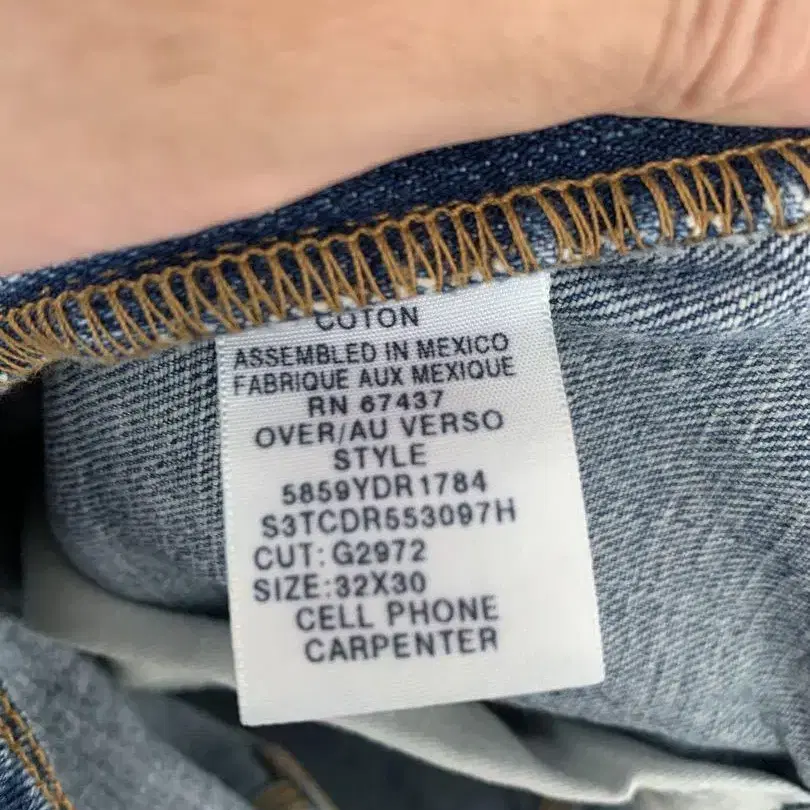 COTON
ASSEMBLED IN MEXICO
FABRIQUE AUX MEXIQUE
RN 67437
OVER/AU VERSO
STYLE
5859YDR1784
S3TCDR553097H
CUT: G2972
SIZE:32X30
CELL PHONE
CARPENTER